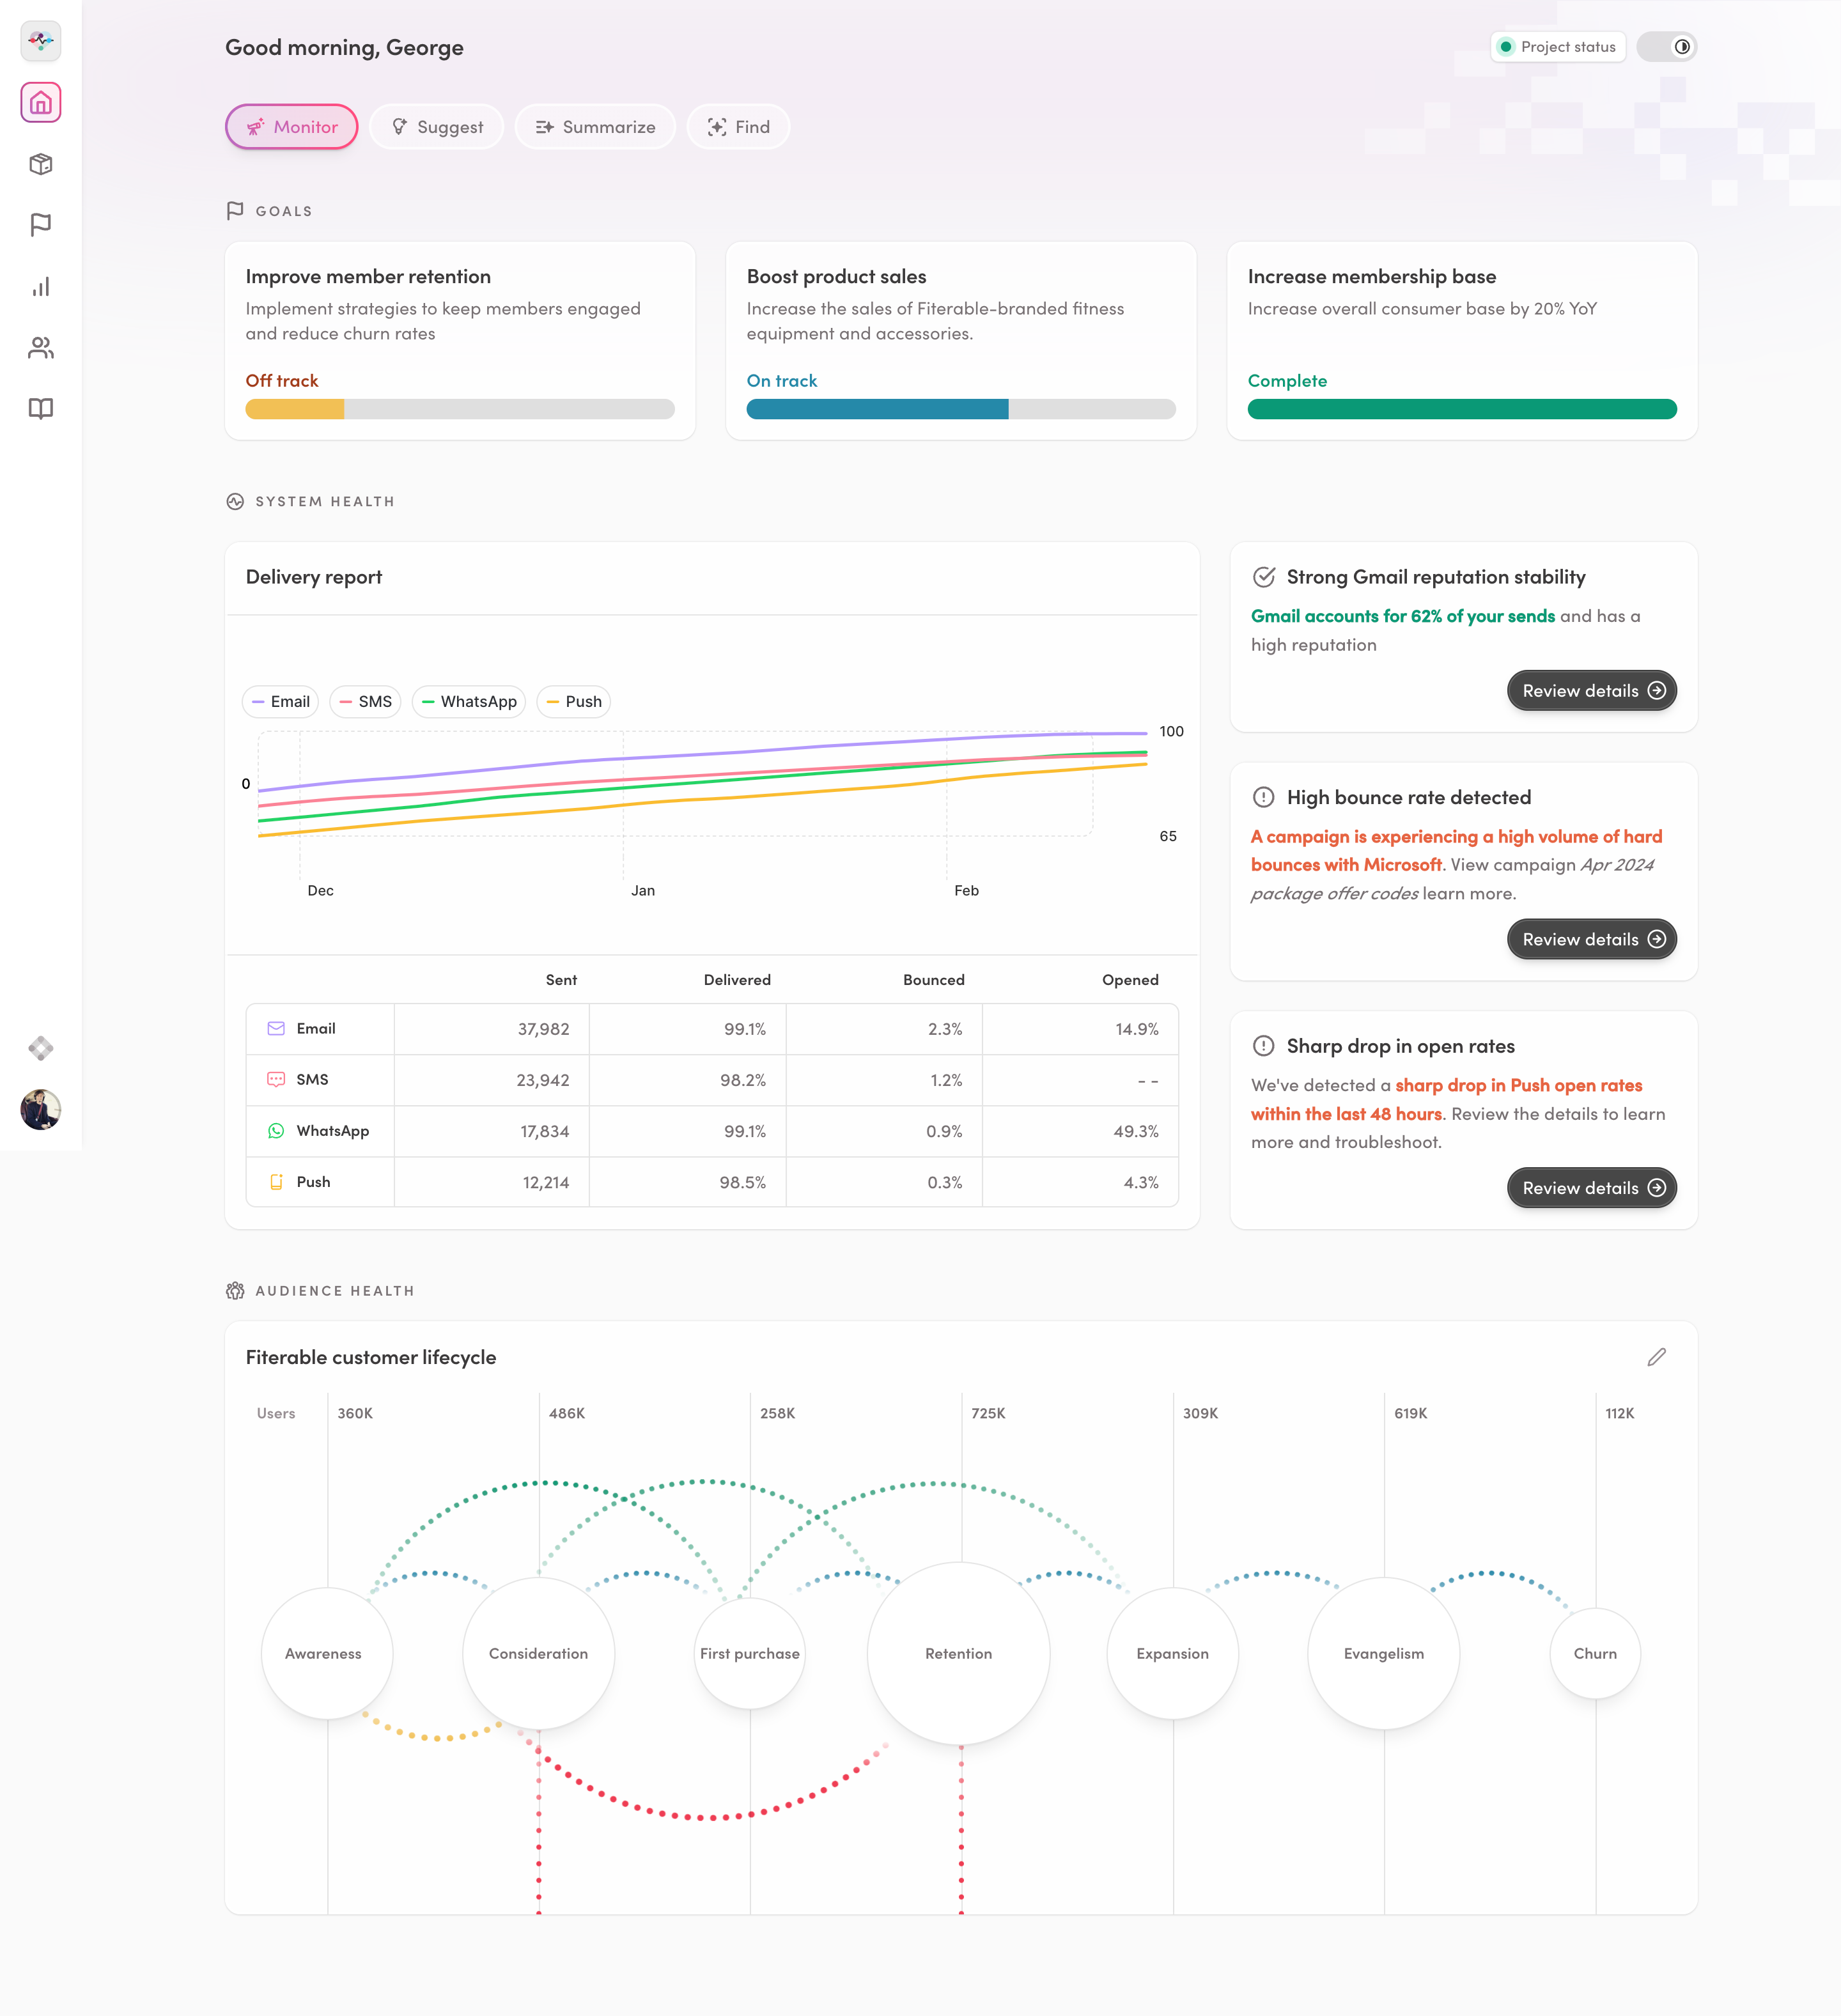 Good morning, George
Project status
Monitor
Suggest
Summarize
Find
GOALS
Improve member retention
Implement strategies to keep members engaged
and reduce churn rates
Off track
Boost product sales
Increase the sales of Fiterable-branded fitness
equipment and accessories.
On track
Increase membership base
Increase overall consumer base by 20% YoY
Complete
SYSTEM HEALTH
Delivery report
Email
SMS
WhatsApp
Push
100
0
65
Dec
Jan
Feb
Sent Delivered Bounced Opened
Email 37,982 99.1% 2.3% 14.9%
SMS 23,942 98.2% 1.2% - -
WhatsApp 17,834 99.1% 0.9% 49.3%
Push 12,214 98.5% 0.3% 4.3%
Strong Gmail reputation stability
Gmail accounts for 62% of your sends and has a
high reputation
Review details
High bounce rate detected
A campaign is experiencing a high volume of hard
bounces with Microsoft. View campaign Apr 2024
package offer codes learn more.
Review details
Sharp drop in open rates
We've detected a sharp drop in Push open rates
within the last 48 hours. Review the details to learn
more and troubleshoot.
Review details
AUDIENCE HEALTH
Fiterable customer lifecycle
Users 360K 486K 258K 725K 309K 619K 112K
Awareness Consideration First purchase Retention Expansion Evangelism Churn